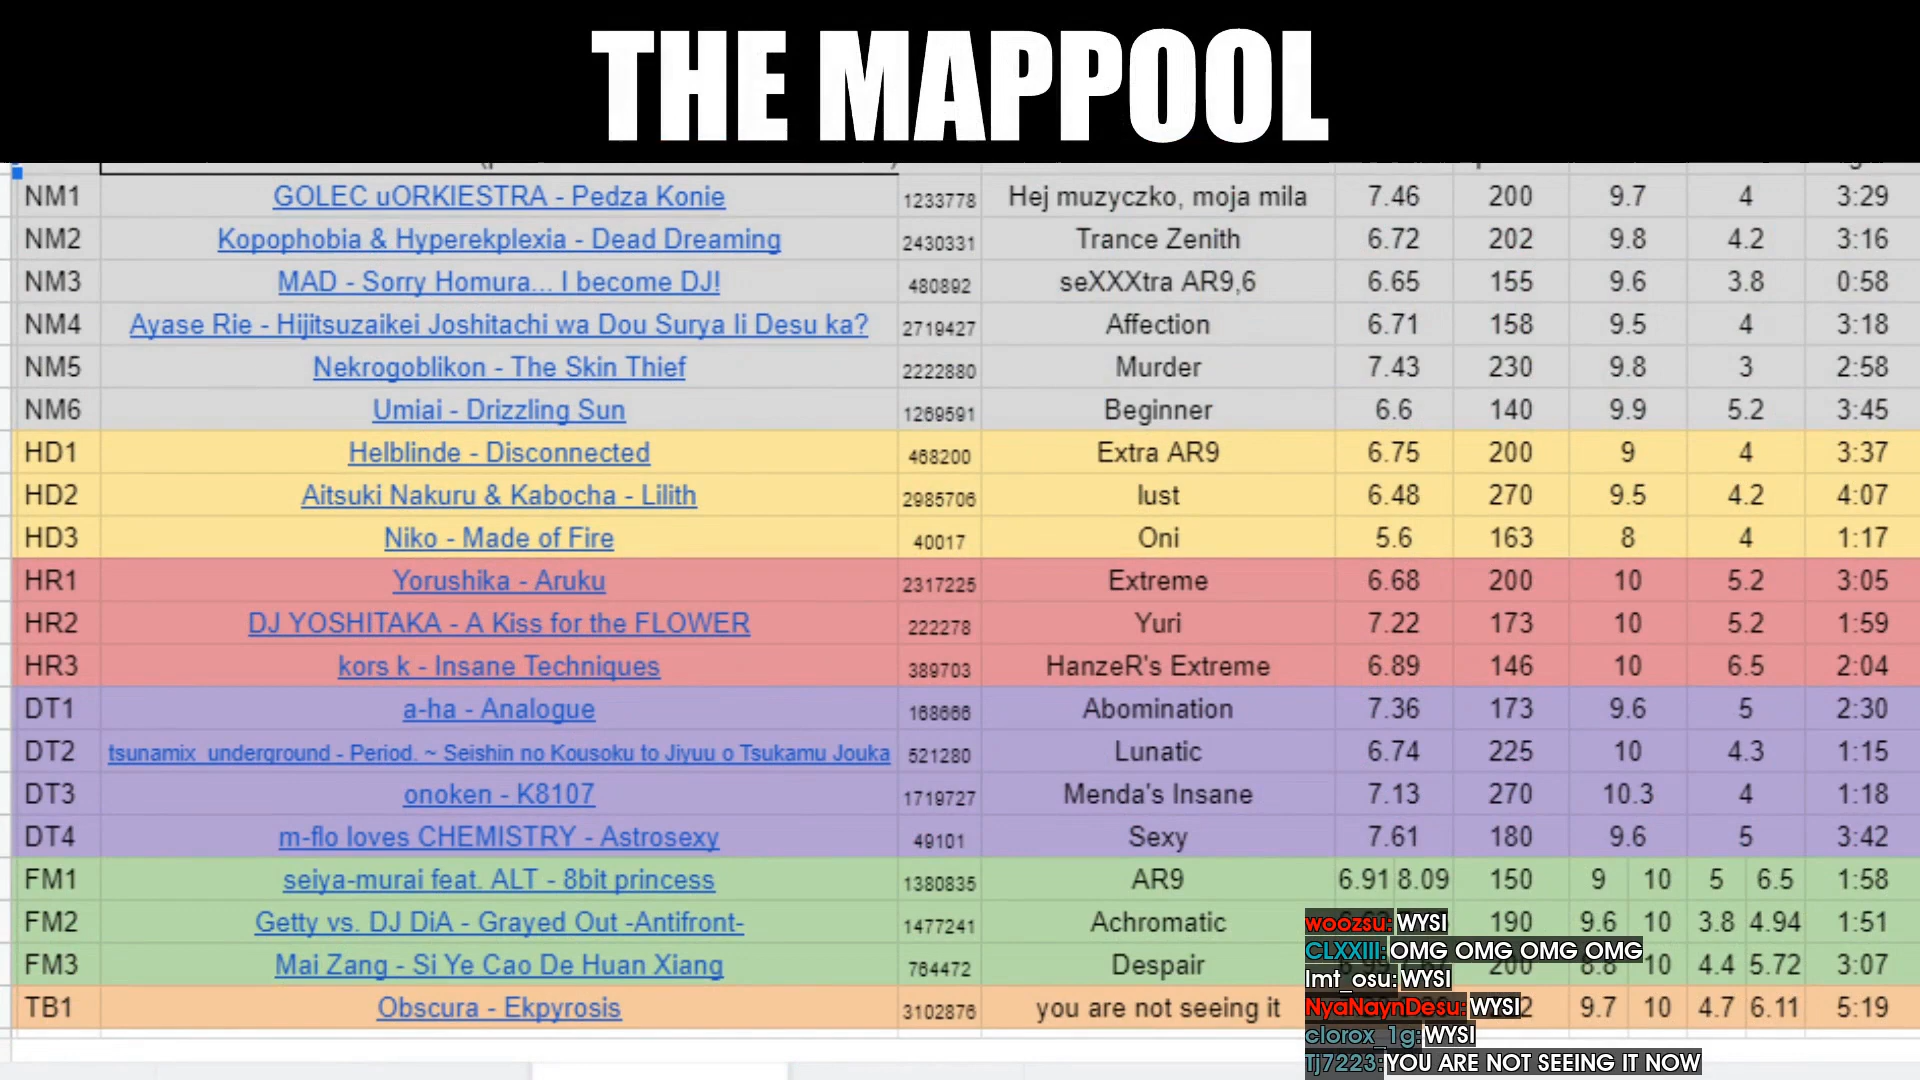 THE MAPPOOL
NM1 GOLEC uORKIESTRA - Pedza Konie 1233778 Hej muzyczko, moja mila 7.46 200 9.7 4 3:29
NM2 Kopophobia & Hyperekplexia - Dead Dreaming 2430331 Trance Zenith 6.72 202 9.8 4.2 3:16
NM3 MAD - Sorry Homura... I become DJ! 480892 seXXXtra AR9,6 6.65 155 9.6 3.8 0:58
NM4 Ayase Rie - Hijitsuzaikei Joshitachi wa Dou Surya Ii Desu ka? 2719427 Affection 6.71 158 9.5 4 3:18
NM5 Nekrogoblikon - The Skin Thief 2222880 Murder 7.43 230 9.8 3 2:58
NM6 Umiai - Drizzling Sun 1269591 Beginner 6.6 140 9.9 5.2 3:45
HD1 Helblinde - Disconnected 468200 Extra AR9 6.75 200 9 4 3:37
HD2 Aitsuki Nakuru & Kabocha - Lilith 2985706 lust 6.48 270 9.5 4.2 4:07
HD3 Niko - Made of Fire 40017 Oni 5.6 163 8 4 1:17
HR1 Yorushika - Aruku 2317225 Extreme 6.68 200 10 5.2 3:05
HR2 DJ YOSHITAKA - A Kiss for the FLOWER 222278 Yuri 7.22 173 10 5.2 1:59
HR3 kors k - Insane Techniques 389703 HanzeR's Extreme 6.89 146 10 6.5 2:04
DT1 a-ha - Analogue 168666 Abomination 7.36 173 9.6 5 2:30
DT2 tsunamix_underground - Period. ~ Seishin no Kousoku to Jiyuu o Tsukamu Jouka 521280 Lunatic 6.74 225 10 4.3 1:15
DT3 onoken - K8107 1719727 Menda's Insane 7.13 270 10.3 4 1:18
DT4 m-flo loves CHEMISTRY - Astrosexy 49101 Sexy 7.61 180 9.6 5 3:42
FM1 seiya-murai feat. ALT - 8bit princess 1380835 AR9 6.91 8.09 150 9 10 5 6.5 1:58
FM2 Getty vs. DJ DiA - Grayed Out -Antifront- 1477241 Achromatic 190 9.6 10 3.8 4.94 1:51
FM3 Mai Zang - Si Ye Cao De Huan Xiang 764472 Despair 200 8.8 10 4.4 5.72 3:07
TB1 Obscura - Ekpyrosis 3102876 you are not seeing it 9.7 10 4.7 6.11 5:19
woozsu: WYSI
CLXXIII: OMG OMG OMG OMG
lmt_osu: WYSI
NyaNaynDesu: WYSI
clorox_1g: WYSI
Tj7223: YOU ARE NOT SEEING IT NOW